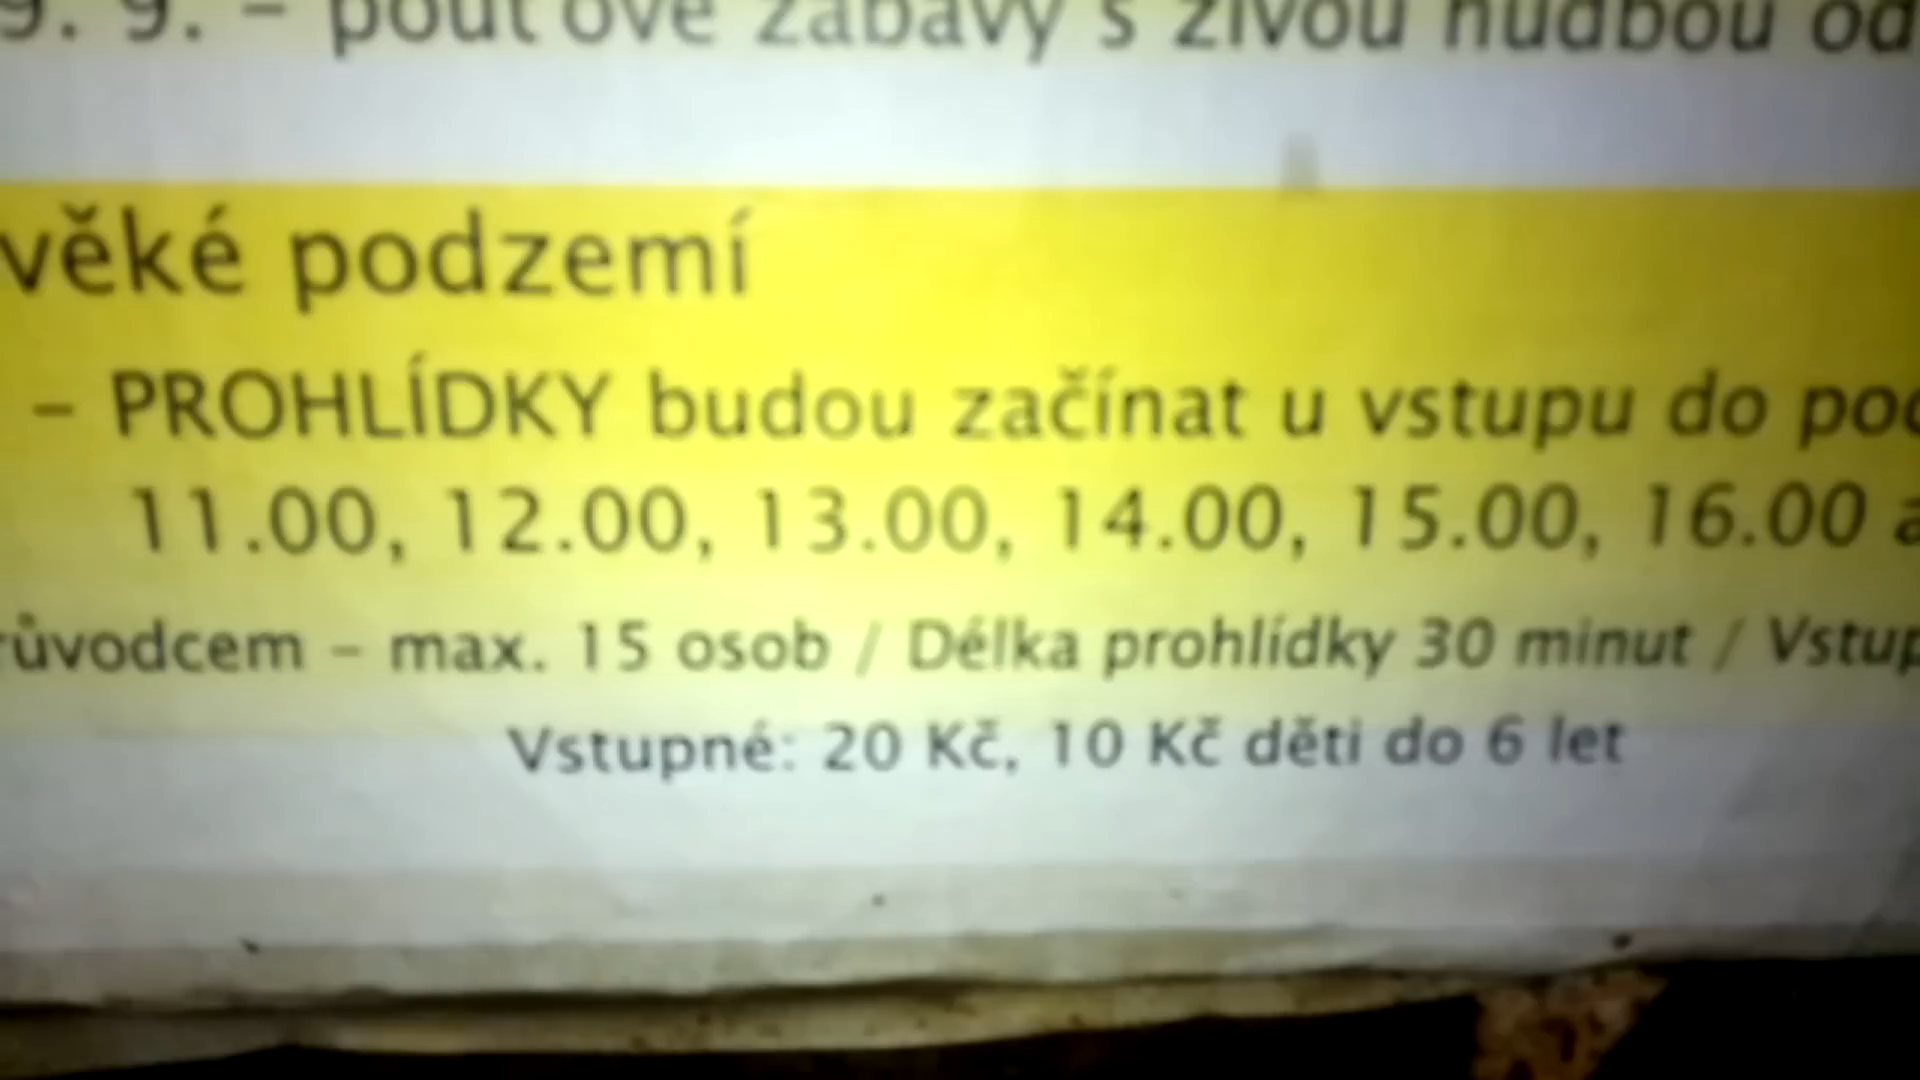 9. 9. – pouťové zábavy s živou hudbou od
věké podzemí
– PROHLÍDKY budou začínat u vstupu do pod
11.00, 12.00, 13.00, 14.00, 15.00, 16.00 a
růvodcem – max. 15 osob / Délka prohlídky 30 minut / Vstup
Vstupné: 20 Kč, 10 Kč děti do 6 let